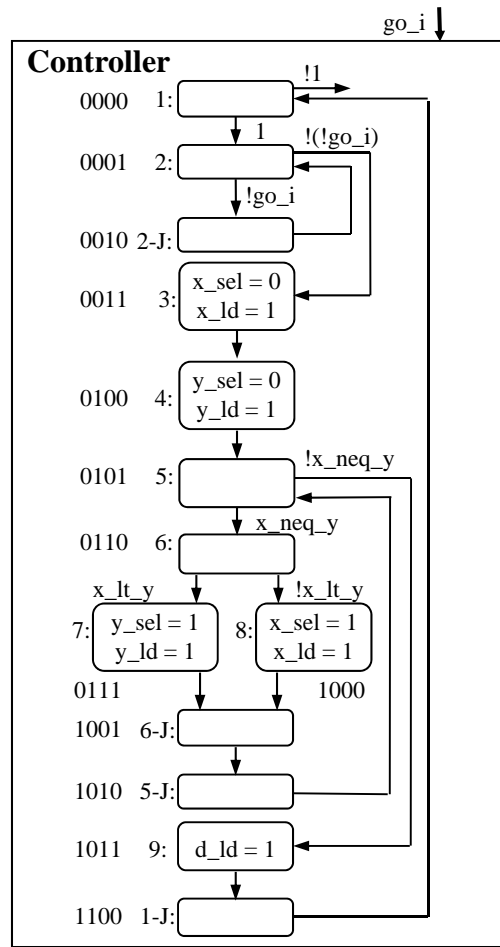 go_i
Controller
!1
0000 1:
1
!(!go_i)
0001 2:
!go_i
0010 2-J:
x_sel = 0
0011 3:
x_ld = 1
y_sel = 0
0100 4:
y_ld = 1
!x_neq_y
0101 5:
x_neq_y
0110 6:
x_lt_y !x_lt_y
7: y_sel = 1 8: x_sel = 1
y_ld = 1 x_ld = 1
0111 1000
1001 6-J:
1010 5-J:
1011 9: d_ld = 1
1100 1-J: